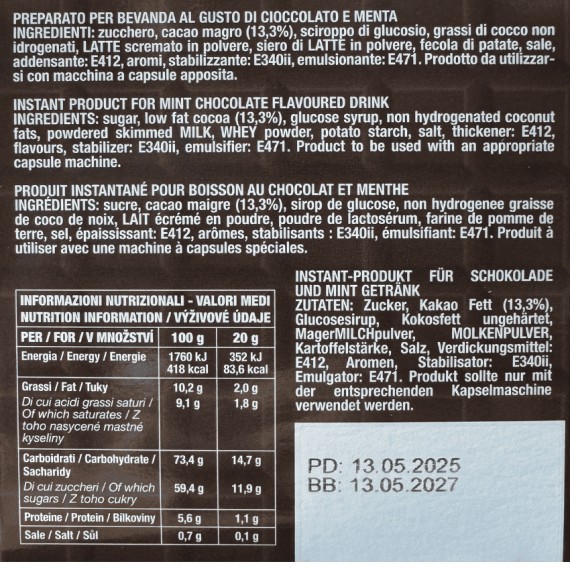 PREPARATO PER BEVANDA AL GUSTO DI CIOCCOLATO E MENTA
INGREDIENTI: zucchero, cacao magro (13,3%), sciroppo di glucosio, grassi di cocco non
idrogenati, LATTE scremato in polvere, siero di LATTE in polvere, fecola di patate, sale,
addensante: E412, aromi, stabilizzante: E340ii, emulsionante: E471. Prodotto da utilizzar-
si con macchina a capsule apposita.
INSTANT PRODUCT FOR MINT CHOCOLATE FLAVOURED DRINK
INGREDIENTS: sugar, low fat cocoa (13,3%), glucose syrup, non hydrogenated coconut
fats, powdered skimmed MILK, WHEY powder, potato starch, salt, thickener: E412,
flavours, stabilizer: E340ii, emulsifier: E471. Product to be used with an appropriate
capsule machine.
PRODUIT INSTANTANÉ POUR BOISSON AU CHOCOLAT ET MENTHE
INGRÉDIENTS: sucre, cacao maigre (13,3%), sirop de glucose, non hydrogenee graisse
de coco de noix, LAIT écrémé en poudre, poudre de lactosérum, farine de pomme de
terre, sel, épaississant: E412, arômes, stabilisants : E340ii, émulsifiant: E471. Produit à
utiliser avec une machine à capsules spéciales.
INSTANT-PRODUKT FÜR SCHOKOLADE
UND MINT GETRÄNK
ZUTATEN: Zucker, Kakao Fett (13,3%),
Glucosesirup, Kokosfett ungehärtet,
MagerMILCHpulver, MOLKENPULVER,
Kartoffelstärke, Salz, Verdickungsmittel:
E412, Aromen, Stabilisator: E340ii,
Emulgator: E471. Produkt sollte nur mit
der entsprechenden Kapselmaschine
verwendet werden.
INFORMAZIONI NUTRIZIONALI - VALORI MEDI
NUTRITION INFORMATION / VÝŽIVOVÉ ÚDAJE
PER / FOR / V MNOŽSTVÍ 100 g 20 g
Energia / Energy / Energie 1760 kJ 352 kJ
418 kcal 83,6 kcal
Grassi / Fat / Tuky 10,2 g 2,0 g
Di cui acidi grassi saturi / 9,1 g 1,8 g
Of which saturates / Z
toho nasycené mastné
kyseliny
Carboidrati / Carbohydrate / 73,4 g 14,7 g
Sacharidy
Di cui zuccheri / Of which 59,4 g 11,9 g
sugars / Z toho cukry
Proteine / Protein / Bílkoviny 5,6 g 1,1 g
Sale / Salt / Sůl 0,7 g 0,1 g
PD: 13.05.2025
BB: 13.05.2027